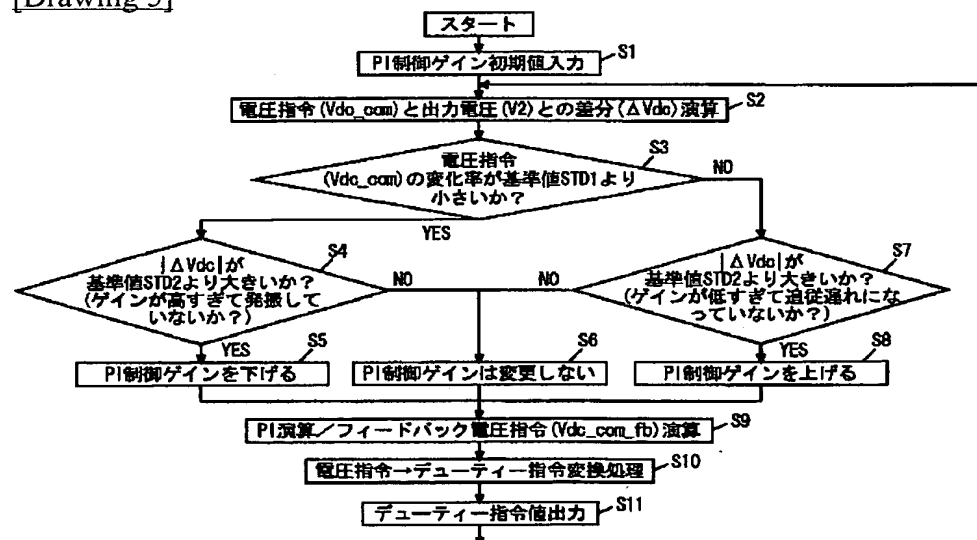 [Drawing 5]
スタート
PI制御ゲイン初期値入力
S1
電圧指令(Vdc_com)と出力電圧(V2)との差分(ΔVdc)演算
S2
電圧指令
(Vdc_com)の変化率が基準値STD1より
小さいか？
S3
NO
YES
|ΔVdc|が
基準値STD2より大きいか？
(ゲインが高すぎて発振して
いないか？)
S4
NO
YES
|ΔVdc|が
基準値STD2より大きいか？
(ゲインが低すぎて追従遅れにな
っていないか？)
S7
NO
YES
PI制御ゲインを下げる
S5
PI制御ゲインは変更しない
S6
PI制御ゲインを上げる
S8
PI演算／フィードバック電圧指令(Vdc_com_fb)演算
S9
電圧指令→デューティー指令変換処理
S10
デューティー指令値出力
S11